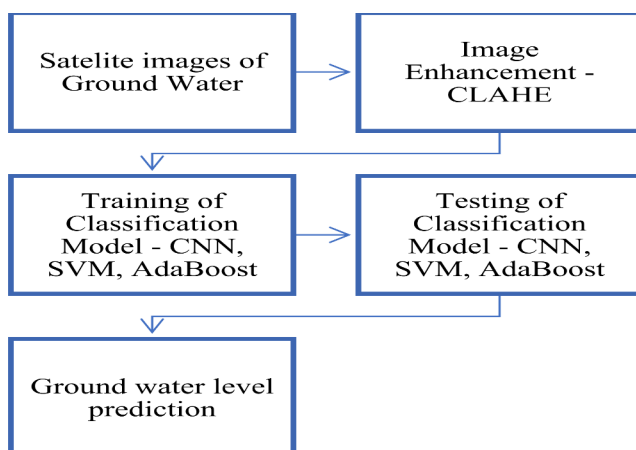 Satelite images of
Ground Water
Image
Enhancement -
CLAHE
Training of
Classification
Model - CNN,
SVM, AdaBoost
Testing of
Classification
Model - CNN,
SVM, AdaBoost
Ground water level
prediction